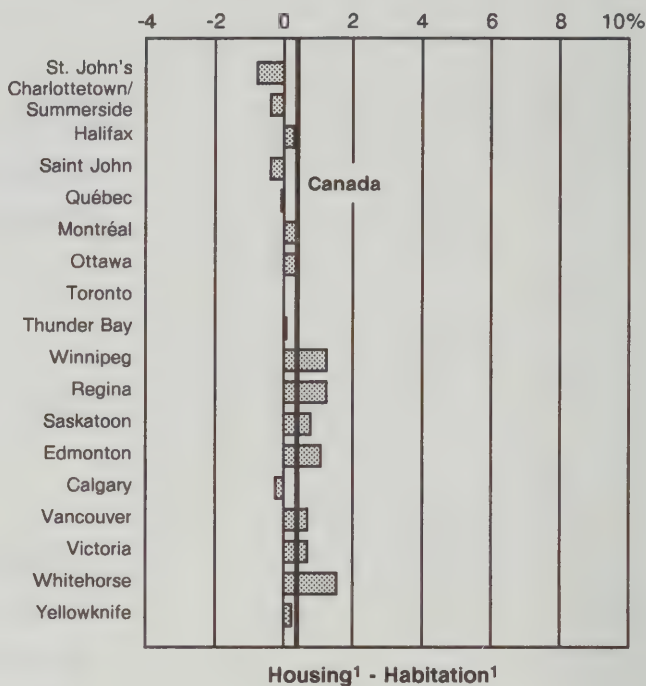 -4 -2 0 2 4 6 8 10%
St. John's
Charlottetown/
Summerside
Halifax
Saint John
Canada
Québec
Montréal
Ottawa
Toronto
Thunder Bay
Winnipeg
Regina
Saskatoon
Edmonton
Calgary
Vancouver
Victoria
Whitehorse
Yellowknife
Housing¹ - Habitation¹